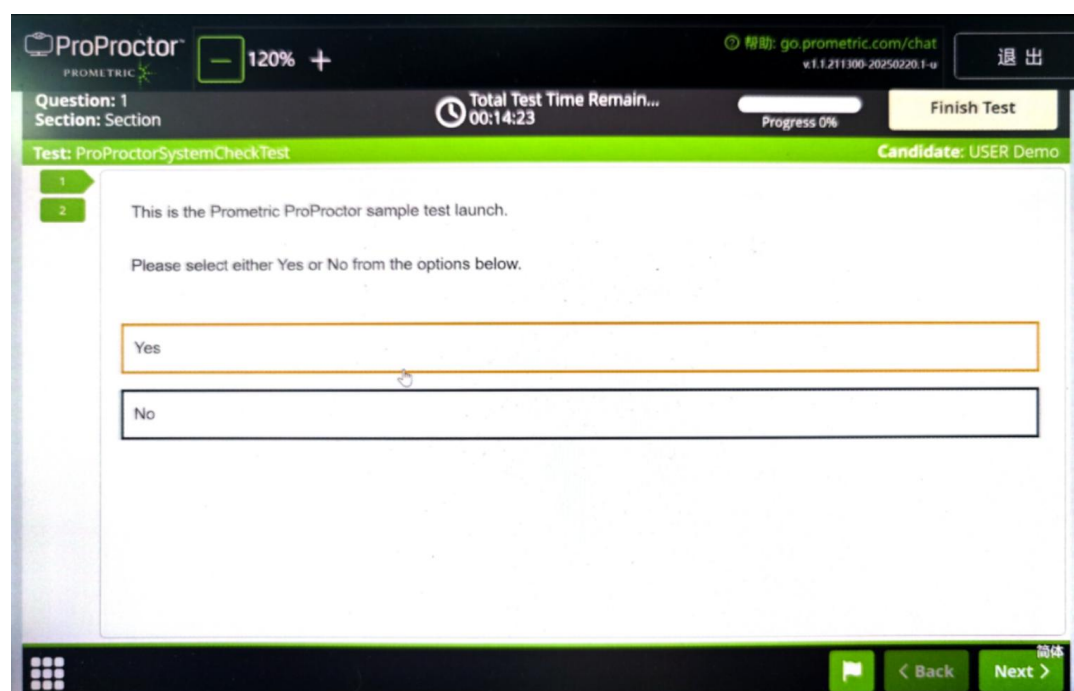 ProProctor
PROMETRIC
120%
帮助: go.prometric.com/chat
v.1.1.211300-20250220.1-u
退出
Question: 1
Section: Section
Total Test Time Remain...
00:14:23
Progress 0%
Finish Test
Test: ProProctorSystemCheckTest
Candidate: USER Demo
1
2
This is the Prometric ProProctor sample test launch.
Please select either Yes or No from the options below.
Yes
No
简体
< Back
Next >